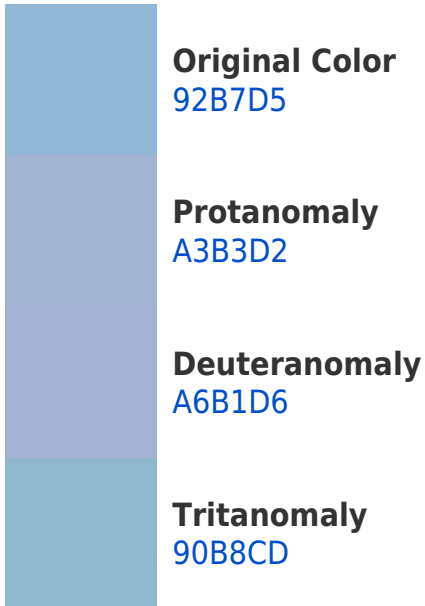 Original Color
92B7D5
Protanomaly
A3B3D2
Deuteranomaly
A6B1D6
Tritanomaly
90B8CD